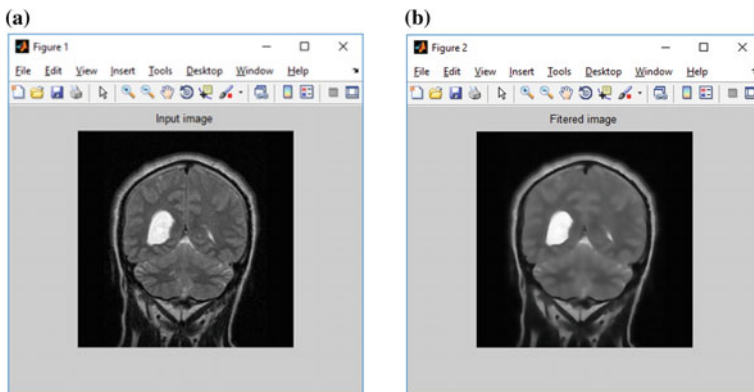 (a)
Figure 1
File Edit View Insert Tools Desktop Window Help
Input image
(b)
Figure 2
File Edit View Insert Tools Desktop Window Help
Fitered image